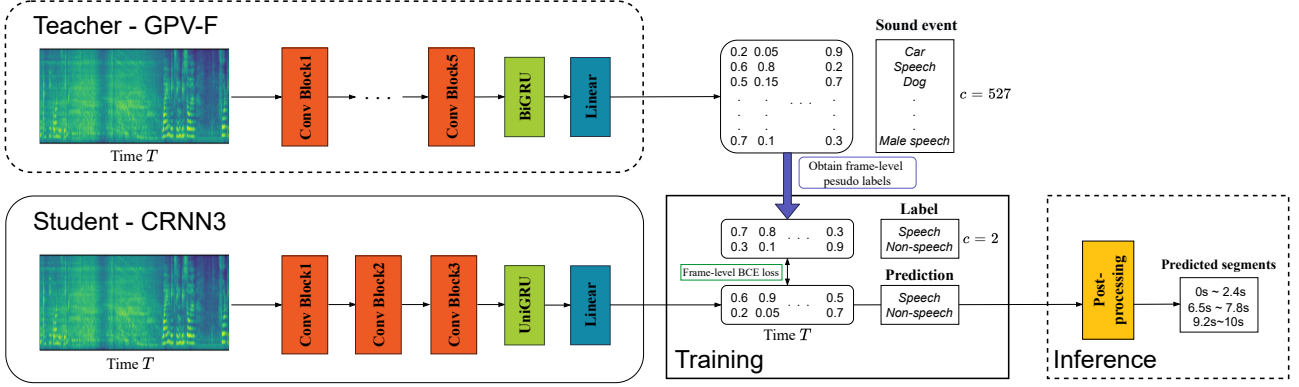 Teacher - GPV-F
Conv Block1
. . .
Conv Block5
BiGRU
Linear
Time T
0.2 0.05 0.9
0.6 0.8 0.2
0.5 0.15 0.7
. . .
. . . . . .
. . .
0.7 0.1 0.3
Sound event
Car
Speech
Dog
.
.
.
Male speech
c = 527
Obtain frame-level
pesudo labels
Student - CRNN3
Conv Block1
Conv Block2
Conv Block3
UniGRU
Linear
Time T
0.7 0.8 . . . 0.3
0.3 0.1 0.9
Label
Speech
Non-speech
c = 2
Frame-level BCE loss
Prediction
0.6 0.9 . . . 0.5
0.2 0.05 0.7
Speech
Non-speech
Time T
Training
Post-
processing
Predicted segments
0s ~ 2.4s
6.5s ~ 7.8s
9.2s~10s
Inference